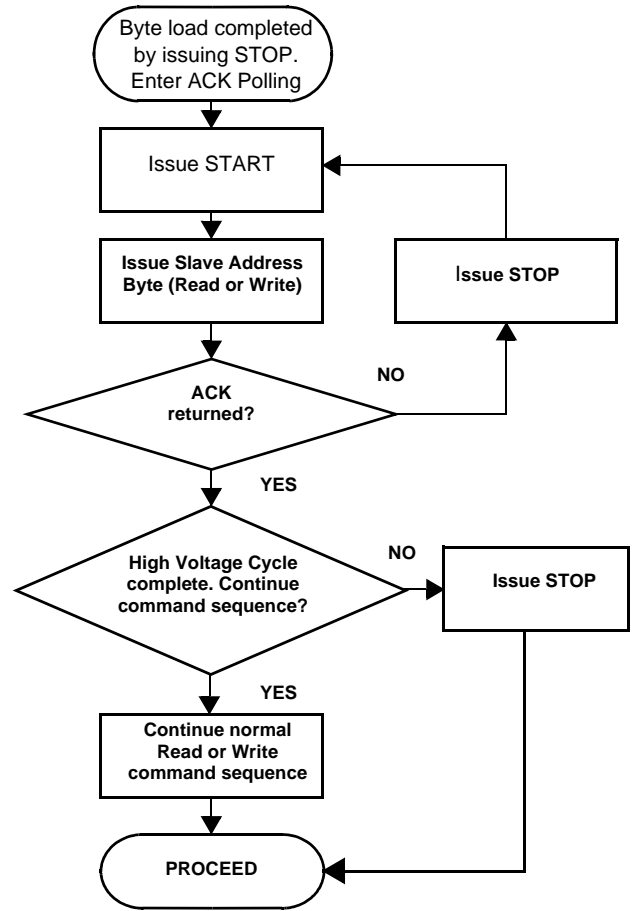 Byte load completed
by issuing STOP.
Enter ACK Polling
Issue START
Issue Slave Address
Byte (Read or Write)
Issue STOP
ACK
returned?
NO
YES
High Voltage Cycle
complete. Continue
command sequence?
NO
Issue STOP
YES
Continue normal
Read or Write
command sequence
PROCEED